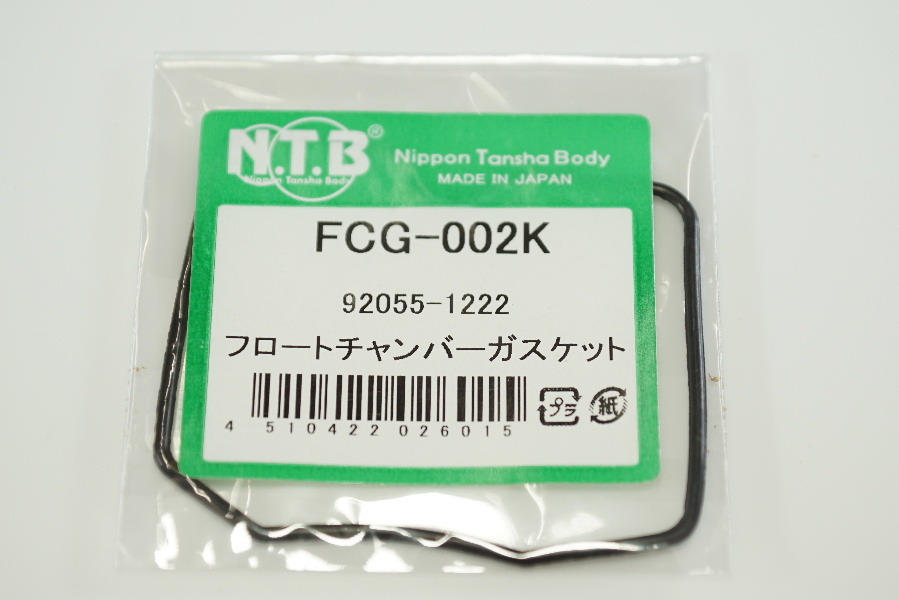 N.T.B®
Nippon Tansha Body
Nippon Tansha Body
MADE IN JAPAN
FCG-002K
92055-1222
フロートチャンバーガスケット
4 510422 026015
プラ
紙